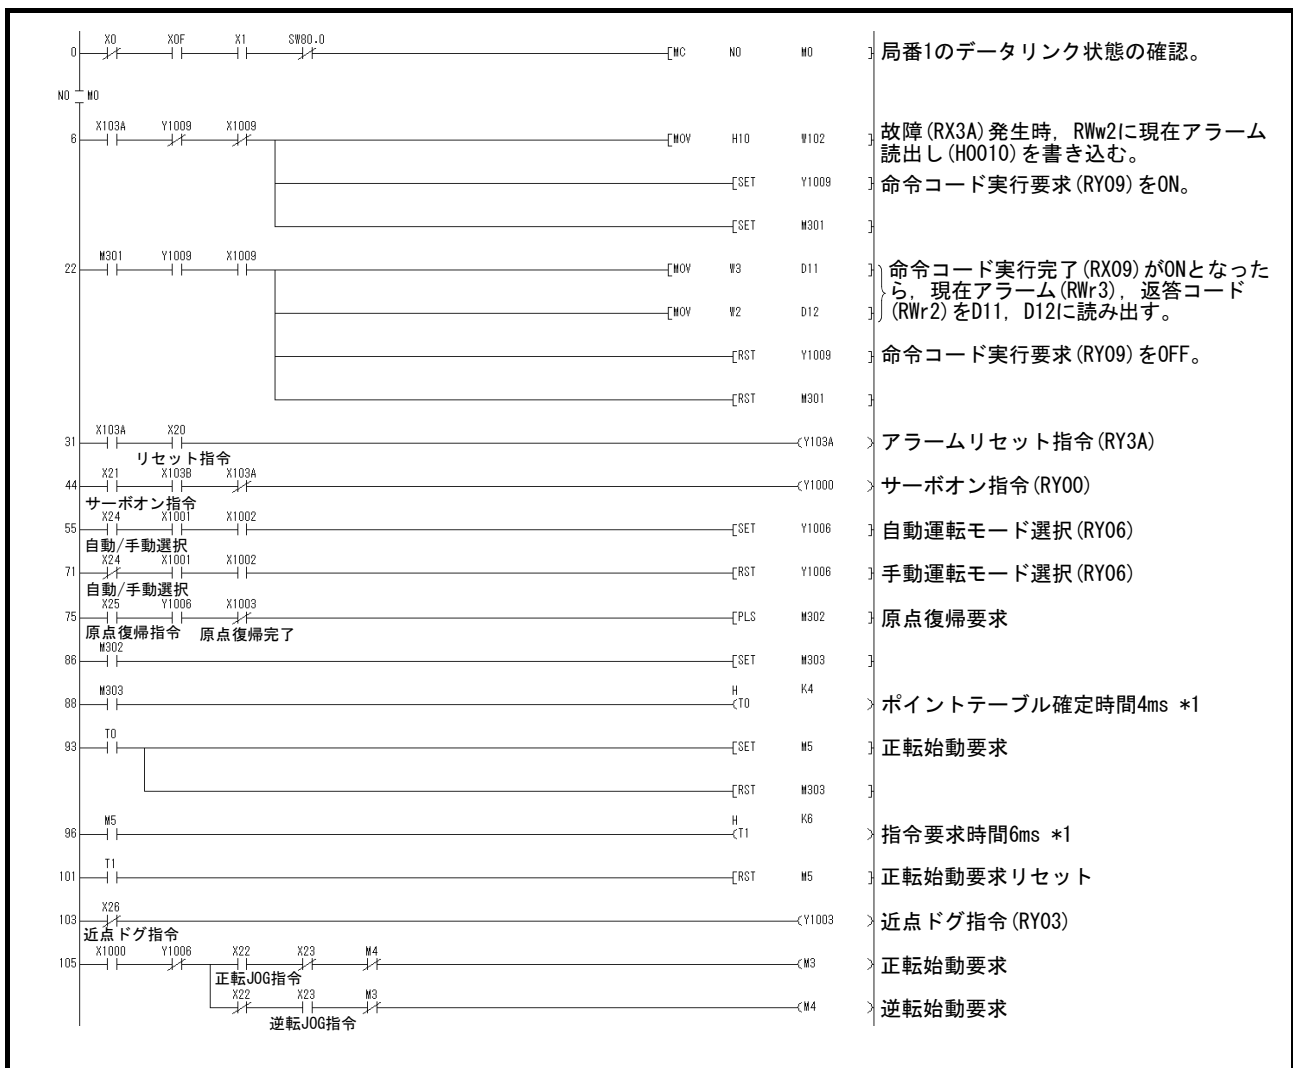 X0 X0F X1 SW80.0
0 [MC N0 M0 ] 局番1のデータリンク状態の確認。
N0 M0
X103A Y1009 X1009
6 [MOV H10 W102 ] 故障(RX3A)発生時, RWw2に現在アラーム
読出し(H0010)を書き込む。
[SET Y1009 ] 命令コード実行要求(RY09)をON。
[SET M301 ]
M301 Y1009 X1009
22 [MOV W3 D11 ] 命令コード実行完了(RX09)がONとなった
ら, 現在アラーム(RWr3), 返答コード
[MOV W2 D12 ] (RWr2)をD11, D12に読み出す。
[RST Y1009 ] 命令コード実行要求(RY09)をOFF。
[RST M301 ]
X103A X20
31 (Y103A ) アラームリセット指令(RY3A)
リセット指令
X21 X103B X103A
44 (Y1000 ) サーボオン指令(RY00)
サーボオン指令
X24 X1001 X1002
55 [SET Y1006 ] 自動運転モード選択(RY06)
自動/手動選択
X24 X1001 X1002
71 [RST Y1006 ] 手動運転モード選択(RY06)
自動/手動選択
X25 Y1006 X1003
75 [PLS M302 ] 原点復帰要求
原点復帰指令 原点復帰完了
M302
86 [SET M303 ]
M303 H K4
88 (T0 ) ポイントテーブル確定時間4ms *1
T0
93 [SET M5 ] 正転始動要求
[RST M303 ]
M5 H K6
96 (T1 ) 指令要求時間6ms *1
T1
101 [RST M5 ] 正転始動要求リセット
X26
103 (Y1003 ) 近点ドグ指令(RY03)
近点ドグ指令
X1000 Y1006 X22 X23 M4
105 (M3 ) 正転始動要求
正転JOG指令
X22 X23 M3
(M4 ) 逆転始動要求
逆転JOG指令